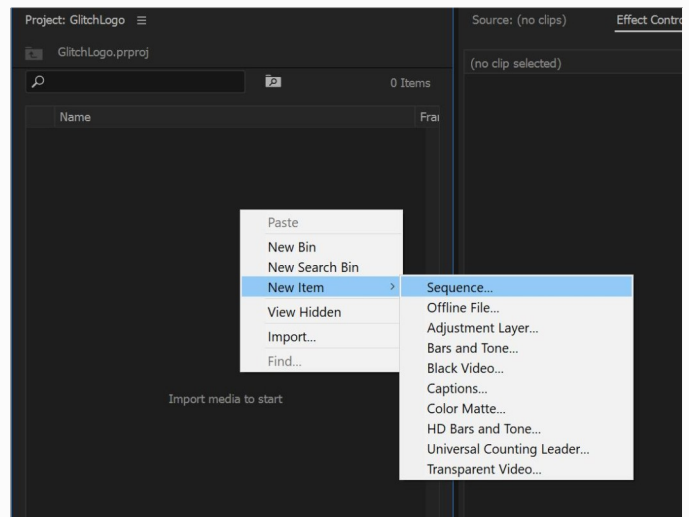 Project: GlitchLogo
Source: (no clips)
Effect Contro
GlitchLogo.prproj
(no clip selected)
0 Items
Name
Frar
Paste
New Bin
New Search Bin
New Item
View Hidden
Import...
Find...
Sequence...
Offline File...
Adjustment Layer...
Bars and Tone...
Black Video...
Captions...
Color Matte...
HD Bars and Tone...
Universal Counting Leader...
Transparent Video...
Import media to start